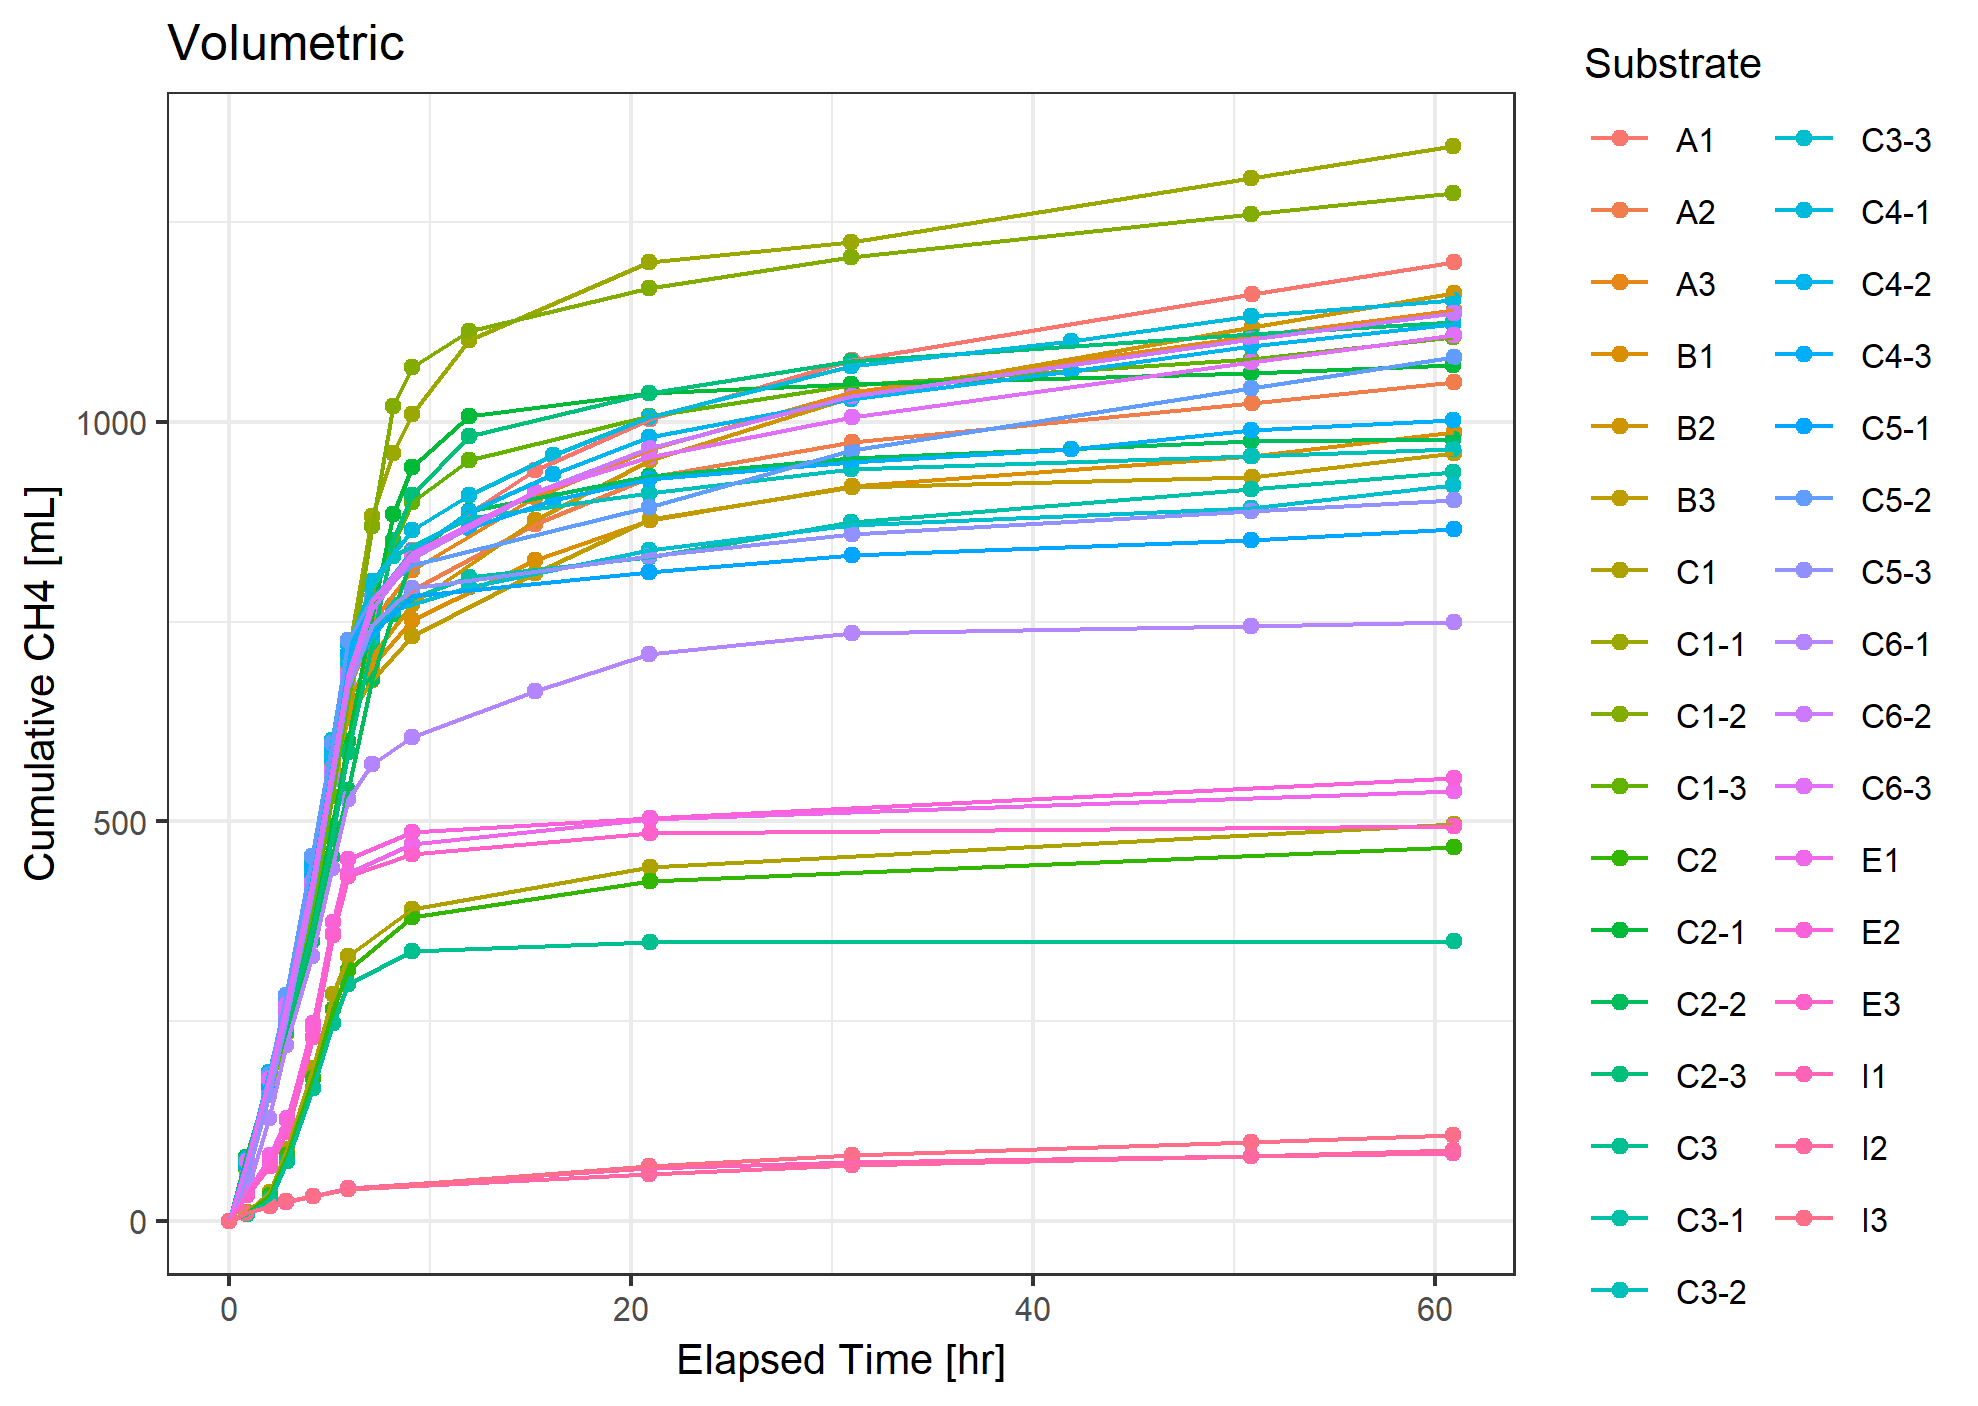 Volumetric
Cumulative CH4 [mL]
1000
500
0
0
20
40
60
Elapsed Time [hr]
Substrate
A1
A2
A3
B1
B2
B3
C1
C1-1
C1-2
C1-3
C2
C2-1
C2-2
C2-3
C3
C3-1
C3-2
C3-3
C4-1
C4-2
C4-3
C5-1
C5-2
C5-3
C6-1
C6-2
C6-3
E1
E2
E3
I1
I2
I3